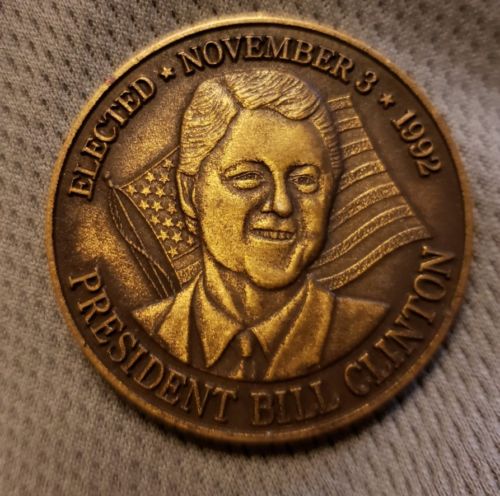 ELECTED ★ NOVEMBER 3 ★ 1992
PRESIDENT BILL CLINTON